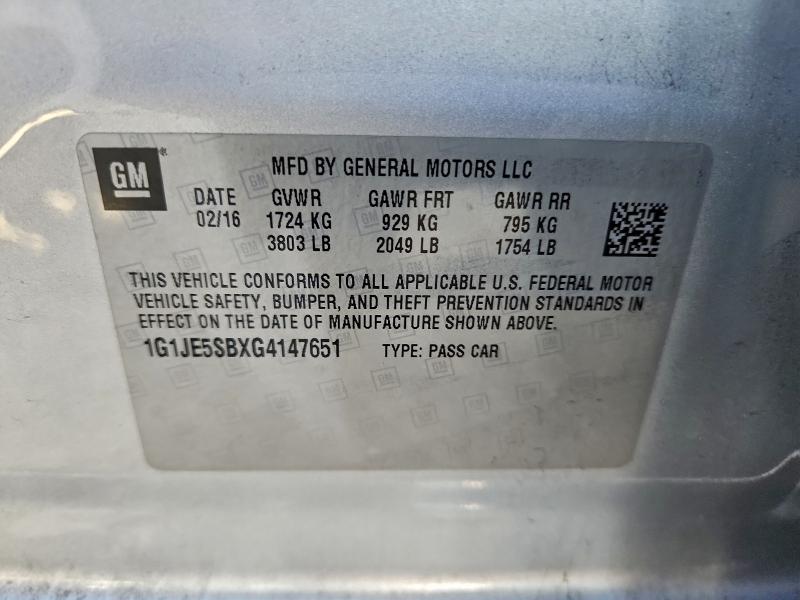 GM
MFD BY GENERAL MOTORS LLC
DATE GVWR GAWR FRT GAWR RR
02/16 1724 KG 929 KG 795 KG
3803 LB 2049 LB 1754 LB
THIS VEHICLE CONFORMS TO ALL APPLICABLE U.S. FEDERAL MOTOR
VEHICLE SAFETY, BUMPER, AND THEFT PREVENTION STANDARDS IN
EFFECT ON THE DATE OF MANUFACTURE SHOWN ABOVE.
1G1JE5SBXG4147651 TYPE: PASS CAR